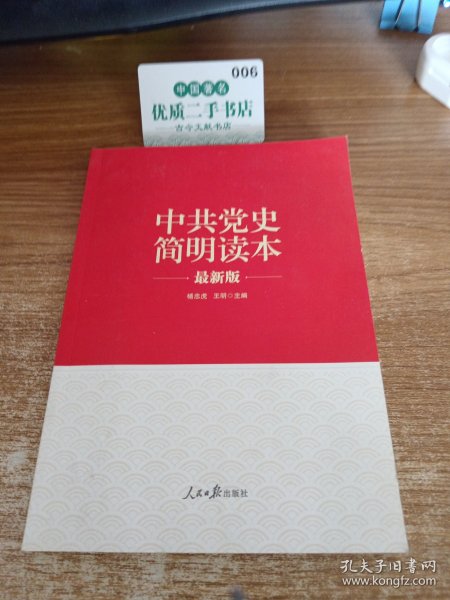 006
中国著名
优质二手书店
古今文献书店
中共党史
简明读本
最新版
杨忠虎 王朋◎主编
人民日报出版社
孔夫子旧书网
www.kongfz.com